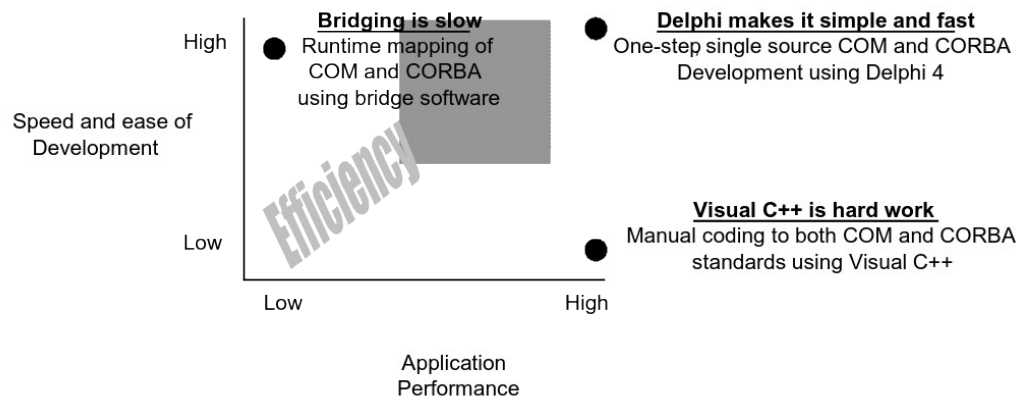 High
Bridging is slow
Runtime mapping of
COM and CORBA
using bridge software
Delphi makes it simple and fast
One-step single source COM and CORBA
Development using Delphi 4
Speed and ease of
Development
Efficiency
Visual C++ is hard work
Manual coding to both COM and CORBA
standards using Visual C++
Low
Low
High
Application
Performance